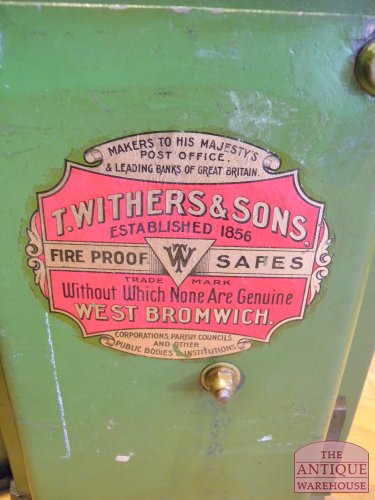 MAKERS TO HIS MAJESTY'S
POST OFFICE,
& LEADING BANKS OF GREAT BRITAIN.
T. WITHERS & SONS,
ESTABLISHED 1856
FIRE PROOF W SAFES
TRADE MARK
Without Which None Are Genuine
WEST BROMWICH.
CORPORATIONS, PARISH COUNCILS,
AND OTHER
PUBLIC BODIES & INSTITUTIONS
THE
ANTIQUE
WAREHOUSE